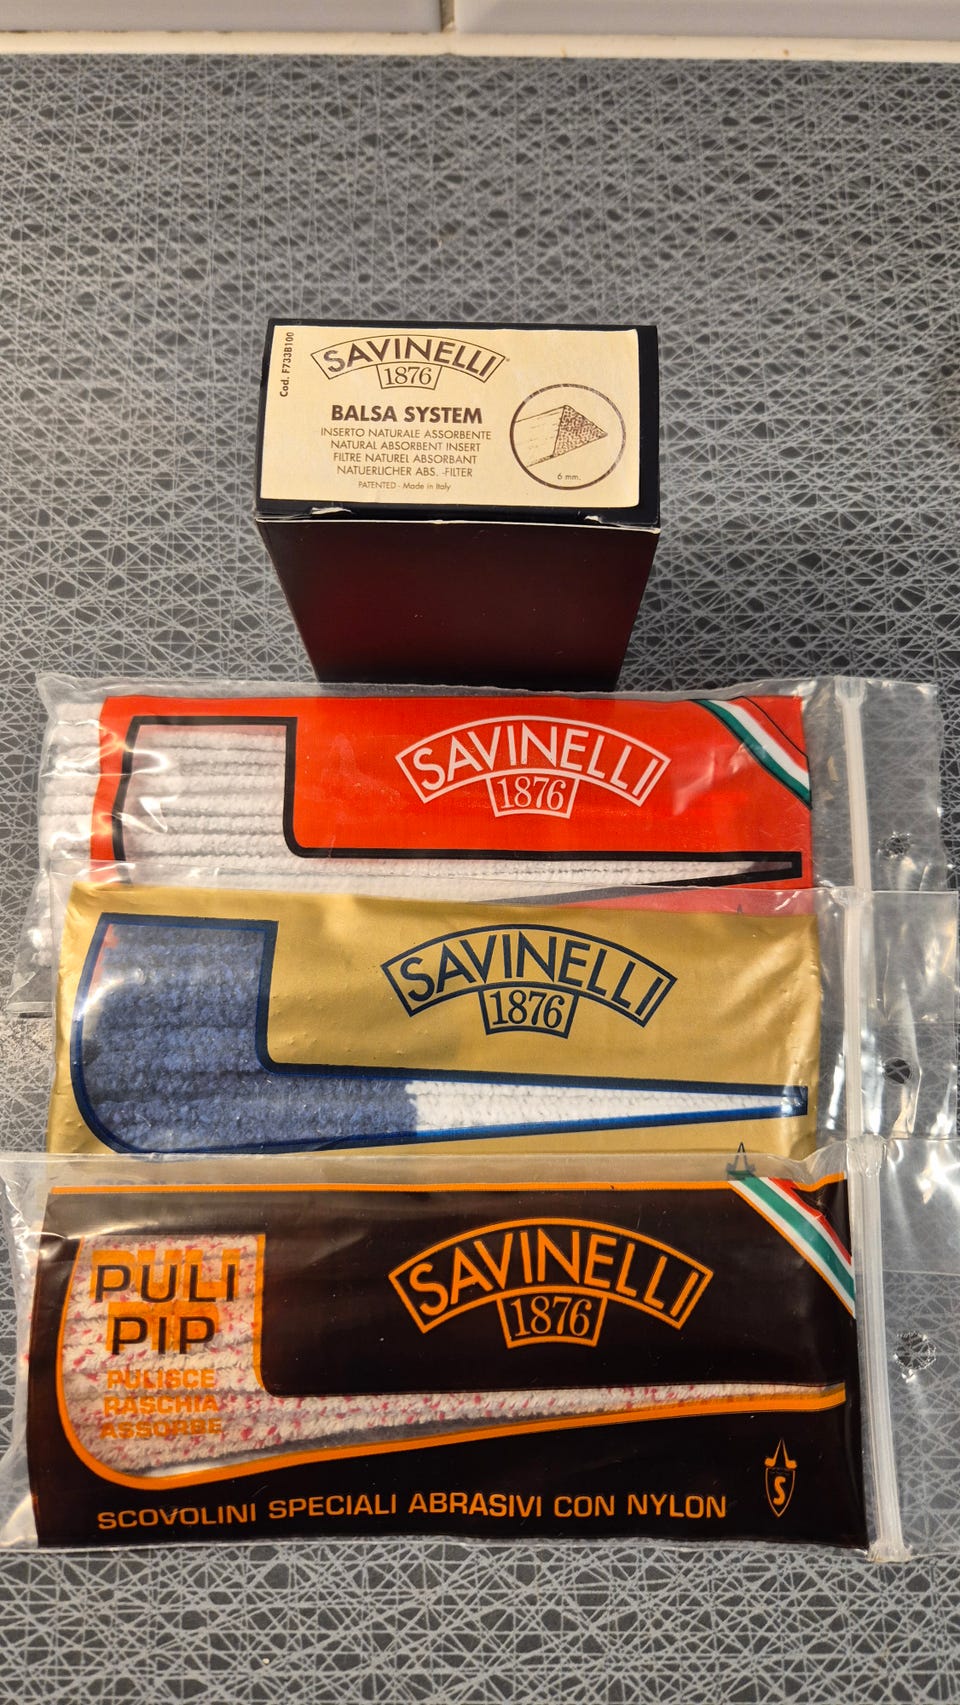 Cod. F733B100
SAVINELLI®
1876
BALSA SYSTEM
INSERTO NATURALE ASSORBENTE
NATURAL ABSORBENT INSERT
FILTRE NATUREL ABSORBANT
NATUERLICHER ABS. -FILTER
PATENTED - Made in Italy
6 mm.
SAVINELLI
1876
SAVINELLI
1876
PULI
PIP
PULISCE
RASCHIA
ASSORBE
SAVINELLI
1876
S
SCOVOLINI SPECIALI ABRASIVI CON NYLON